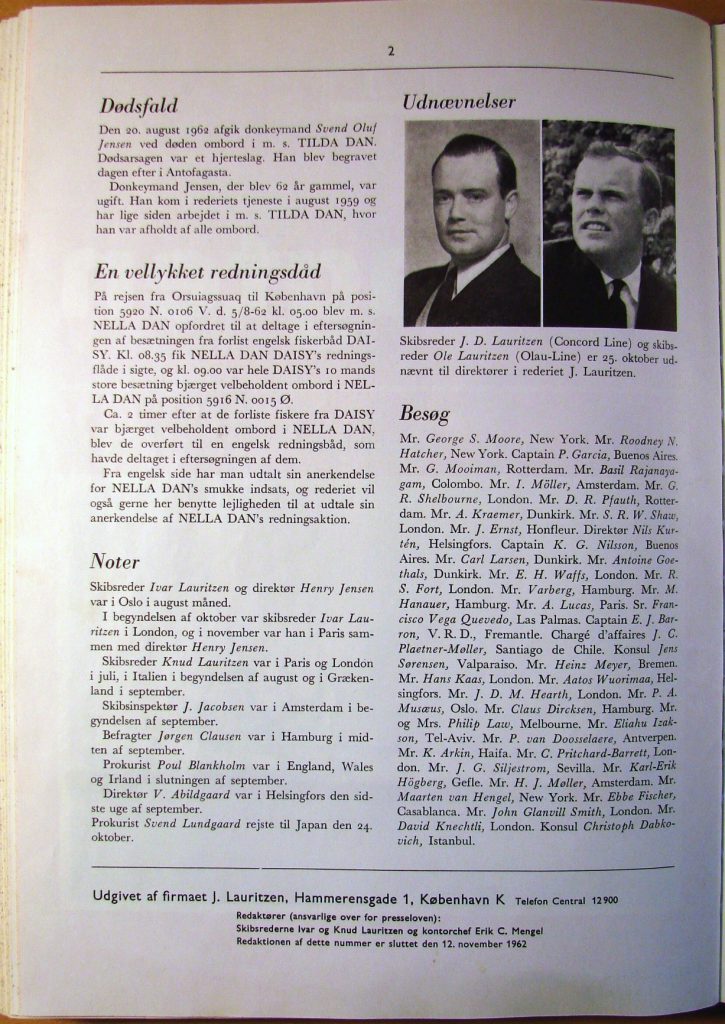 2
Dødsfald
Den 20. august 1962 afgik donkeymand Svend Oluf
Jensen ved døden ombord i m. s. TILDA DAN.
Dødsårsagen var et hjerteslag. Han blev begravet
dagen efter i Antofagasta.
Donkeymand Jensen, der blev 62 år gammel, var
ugift. Han kom i rederiets tjeneste i august 1959 og
har lige siden arbejdet i m. s. TILDA DAN, hvor
han var afholdt af alle ombord.
En vellykket redningsdåd
På rejsen fra Orsuiagssuaq til København på posi-
tion 5920 N. 0106 V. d. 5/8-62 kl. 05.00 blev m. s.
NELLA DAN opfordret til at deltage i eftersøgnin-
gen af besætningen fra forlist engelsk fiskerbåd DAI-
SY. Kl. 08.35 fik NELLA DAN DAISY's rednings-
flåde i sigte, og kl. 09.00 var hele DAISY's 10 mands
store besætning bjærget velbeholdent ombord i NEL-
LA DAN på position 5916 N. 0015 Ø.
Ca. 2 timer efter at de forliste fiskere fra DAISY
var bjærget velbeholdent ombord i NELLA DAN,
blev de overført til en engelsk redningsbåd, som
havde deltaget i eftersøgningen af dem.
Fra engelsk side har man udtalt sin anerkendelse
for NELLA DAN's smukke indsats, og rederiet vil
også gerne her benytte lejligheden til at udtale sin
anerkendelse af NELLA DAN's redningsaktion.
Noter
Skibsreder Ivar Lauritzen og direktør Henry Jensen
var i Oslo i august måned.
I begyndelsen af oktober var skibsreder Ivar Lau-
ritzen i London, og i november var han i Paris sam-
men med direktør Henry Jensen.
Skibsreder Knud Lauritzen var i Paris og London
i juli, i Italien i begyndelsen af august og i Græken-
land i september.
Skibsinspektør J. Jacobsen var i Amsterdam i be-
gyndelsen af september.
Befragter Jørgen Clausen var i Hamburg i mid-
ten af september.
Prokurist Poul Blankholm var i England, Wales
og Irland i slutningen af september.
Direktør V. Abildgaard var i Helsingfors den sid-
ste uge af september.
Prokurist Svend Lundgaard rejste til Japan den 24.
oktober.
Udnævnelser
Skibsreder J. D. Lauritzen (Concord Line) og skibs-
reder Ole Lauritzen (Olau-Line) er 25. oktober ud-
nævnt til direktører i rederiet J. Lauritzen.
Besøg
Mr. George S. Moore, New York. Mr. Roodney N.
Hatcher, New York. Captain P. Garcia, Buenos Aires.
Mr. G. Mooiman, Rotterdam. Mr. Basil Rajanaya-
gam, Colombo. Mr. I. Möller, Amsterdam. Mr. G.
R. Shelbourne, London. Mr. D. R. Pfauth, Rotter-
dam. Mr. A. Kraemer, Dunkirk. Mr. S. R. W. Shaw,
London. Mr. J. Ernst, Honfleur. Direktør Nils Kur-
tén, Helsingfors. Captain K. G. Nilsson, Buenos
Aires. Mr. Carl Larsen, Dunkirk. Mr. Antoine Goe-
thals, Dunkirk. Mr. E. H. Waffs, London. Mr. R.
S. Fort, London. Mr. Varberg, Hamburg. Mr. M.
Hanauer, Hamburg. Mr. A. Lucas, Paris. Sr. Fran-
cisco Vega Quevedo, Las Palmas. Captain E. J. Bar-
ron, V. R. D., Fremantle. Chargé d'affaires J. C.
Plaetner-Møller, Santiago de Chile. Konsul Jens
Sørensen, Valparaiso. Mr. Heinz Meyer, Bremen.
Mr. Hans Kaas, London. Mr. Aatos Wuorimaa, Hel-
singfors. Mr. J. D. M. Hearth, London. Mr. P. A.
Musæus, Oslo. Mr. Claus Dircksen, Hamburg. Mr.
og Mrs. Philip Law, Melbourne. Mr. Eliahu Izak-
son, Tel-Aviv. Mr. P. van Doosselaere, Antverpen.
Mr. K. Arkin, Haifa. Mr. C. Pritchard-Barrett, Lon-
don. Mr. J. G. Siljestrom, Sevilla. Mr. Karl-Erik
Högberg, Gefle. Mr. H. J. Møller, Amsterdam. Mr.
Maarten van Hengel, New York. Mr. Ebbe Fischer,
Casablanca. Mr. John Glanvill Smith, London. Mr.
David Knechtli, London. Konsul Christoph Dabko-
vich, Istanbul.
Udgivet af firmaet J. Lauritzen, Hammerensgade 1, København K Telefon Central 12900
Redaktører (ansvarlige over for presseloven):
Skibsrederne Ivar og Knud Lauritzen og kontorchef Erik C. Mengel
Redaktionen af dette nummer er sluttet den 12. november 1962